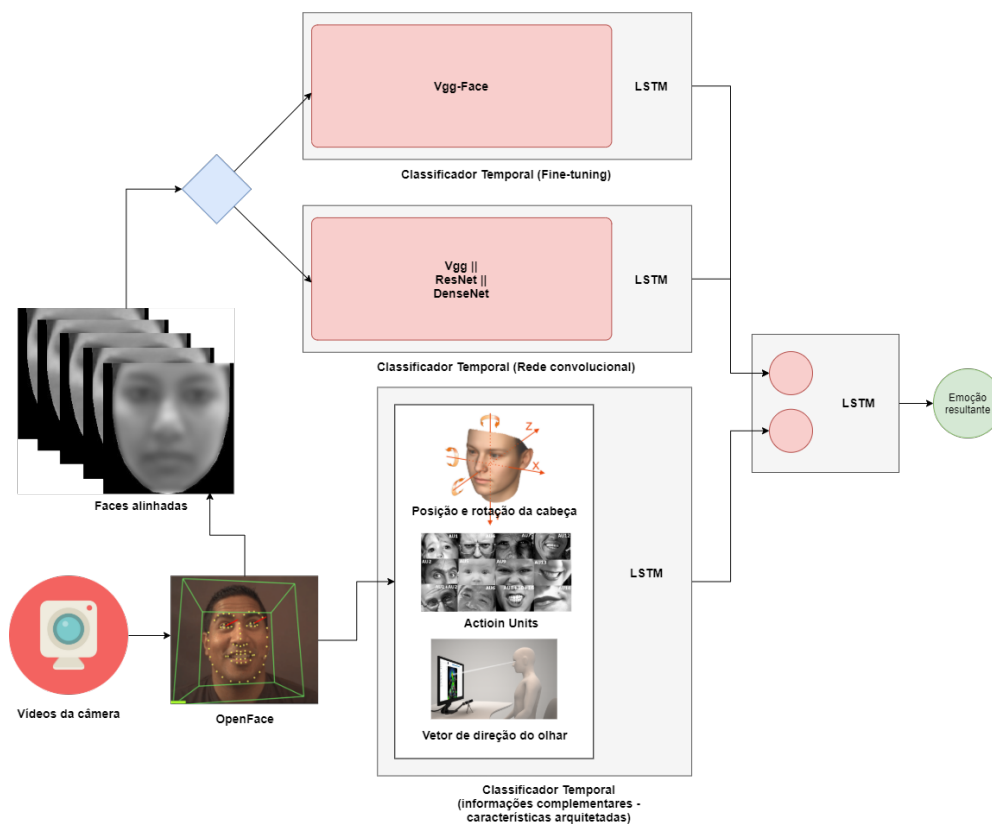 Vgg-Face
LSTM
Classificador Temporal (Fine-tuning)
Vgg ||
ResNet ||
DenseNet
LSTM
Classificador Temporal (Rede convolucional)
Faces alinhadas
Vídeos da câmera
OpenFace
Z
X
Posição e rotação da cabeça
AU1
AU2
Actioin Units
Vetor de direção do olhar
LSTM
Classificador Temporal
(informações complementares -
características arquitetadas)
LSTM
Emoção
resultante